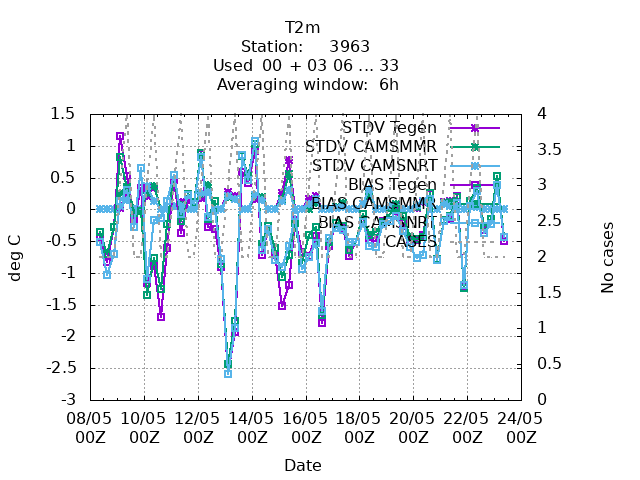 T2m
Station: 3963
Used 00 + 03 06 ... 33
Averaging window: 6h
1.5
1
0.5
0
-0.5
-1
-1.5
-2
-2.5
-3
4
3.5
3
2.5
2
1.5
1
0.5
0
STDV Tegen
STDV CAMSMMR
STDV CAMSNRT
BIAS Tegen
BIAS CAMSMMR
BIAS CAMSNRT
CASES
deg C
No cases
08/05 10/05 12/05 14/05 16/05 18/05 20/05 22/05 24/05
00Z 00Z 00Z 00Z 00Z 00Z 00Z 00Z 00Z
Date